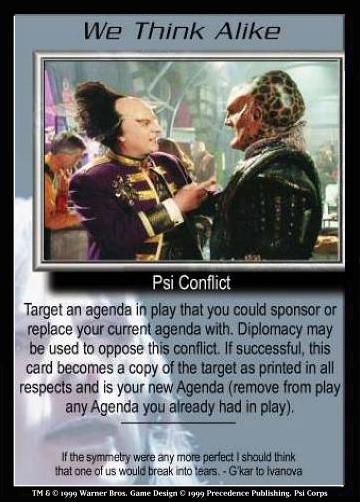 We Think Alike
Psi Conflict
Target an agenda in play that you could sponsor or
replace your current agenda with. Diplomacy may
be used to oppose this conflict. If successful, this
card becomes a copy of the target as printed in all
respects and is your new Agenda (remove from play
any Agenda you already had in play).
If the symmetry were any more perfect I should think
that one of us would break into tears. - G'kar to Ivanova
TM & © 1999 Warner Bros. Game Design © 1999 Precedence Publishing. Psi Corps